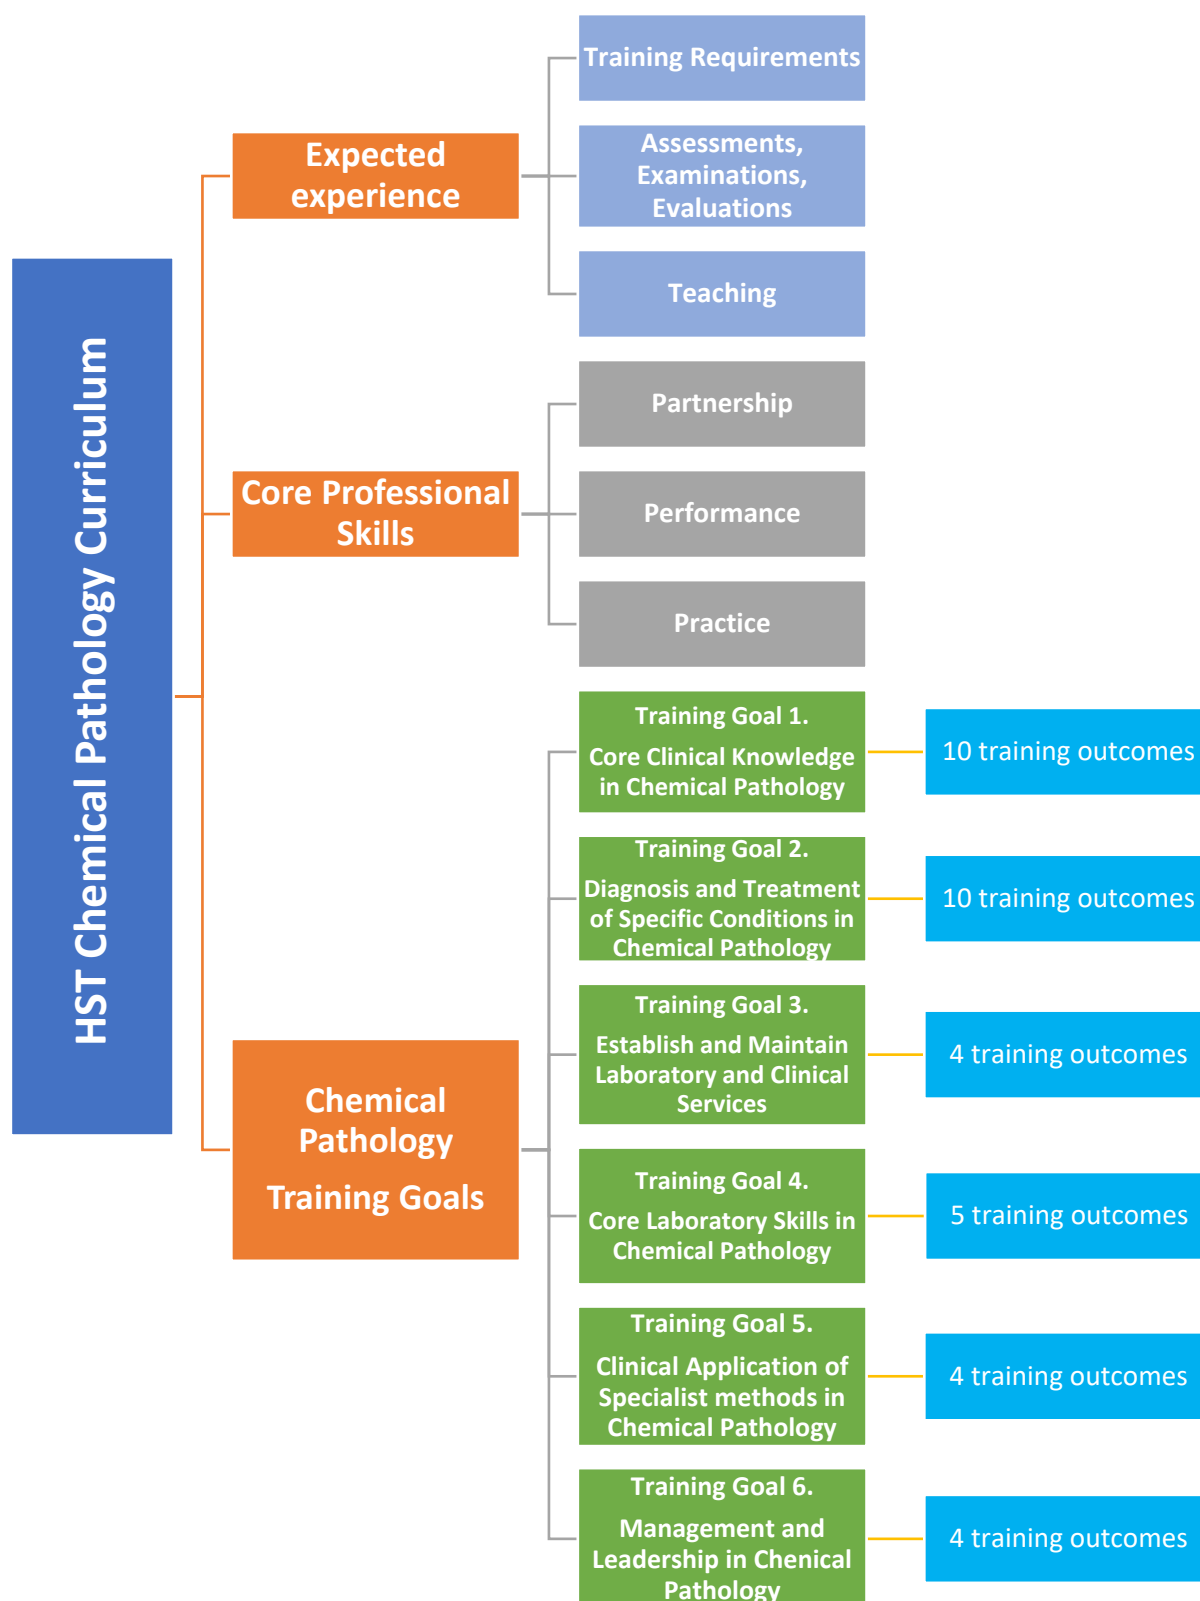 HST Chemical Pathology Curriculum
Expected
experience
Training Requirements
Assessments,
Examinations,
Evaluations
Teaching
Core Professional
Skills
Partnership
Performance
Practice
Chemical
Pathology
Training Goals
Training Goal 1.
Core Clinical Knowledge
in Chemical Pathology
10 training outcomes
Training Goal 2.
Diagnosis and Treatment
of Specific Conditions in
Chemical Pathology
10 training outcomes
Training Goal 3.
Establish and Maintain
Laboratory and Clinical
Services
4 training outcomes
Training Goal 4.
Core Laboratory Skills in
Chemical Pathology
5 training outcomes
Training Goal 5.
Clinical Application of
Specialist methods in
Chemical Pathology
4 training outcomes
Training Goal 6.
Management and
Leadership in Chenical
Pathology
4 training outcomes